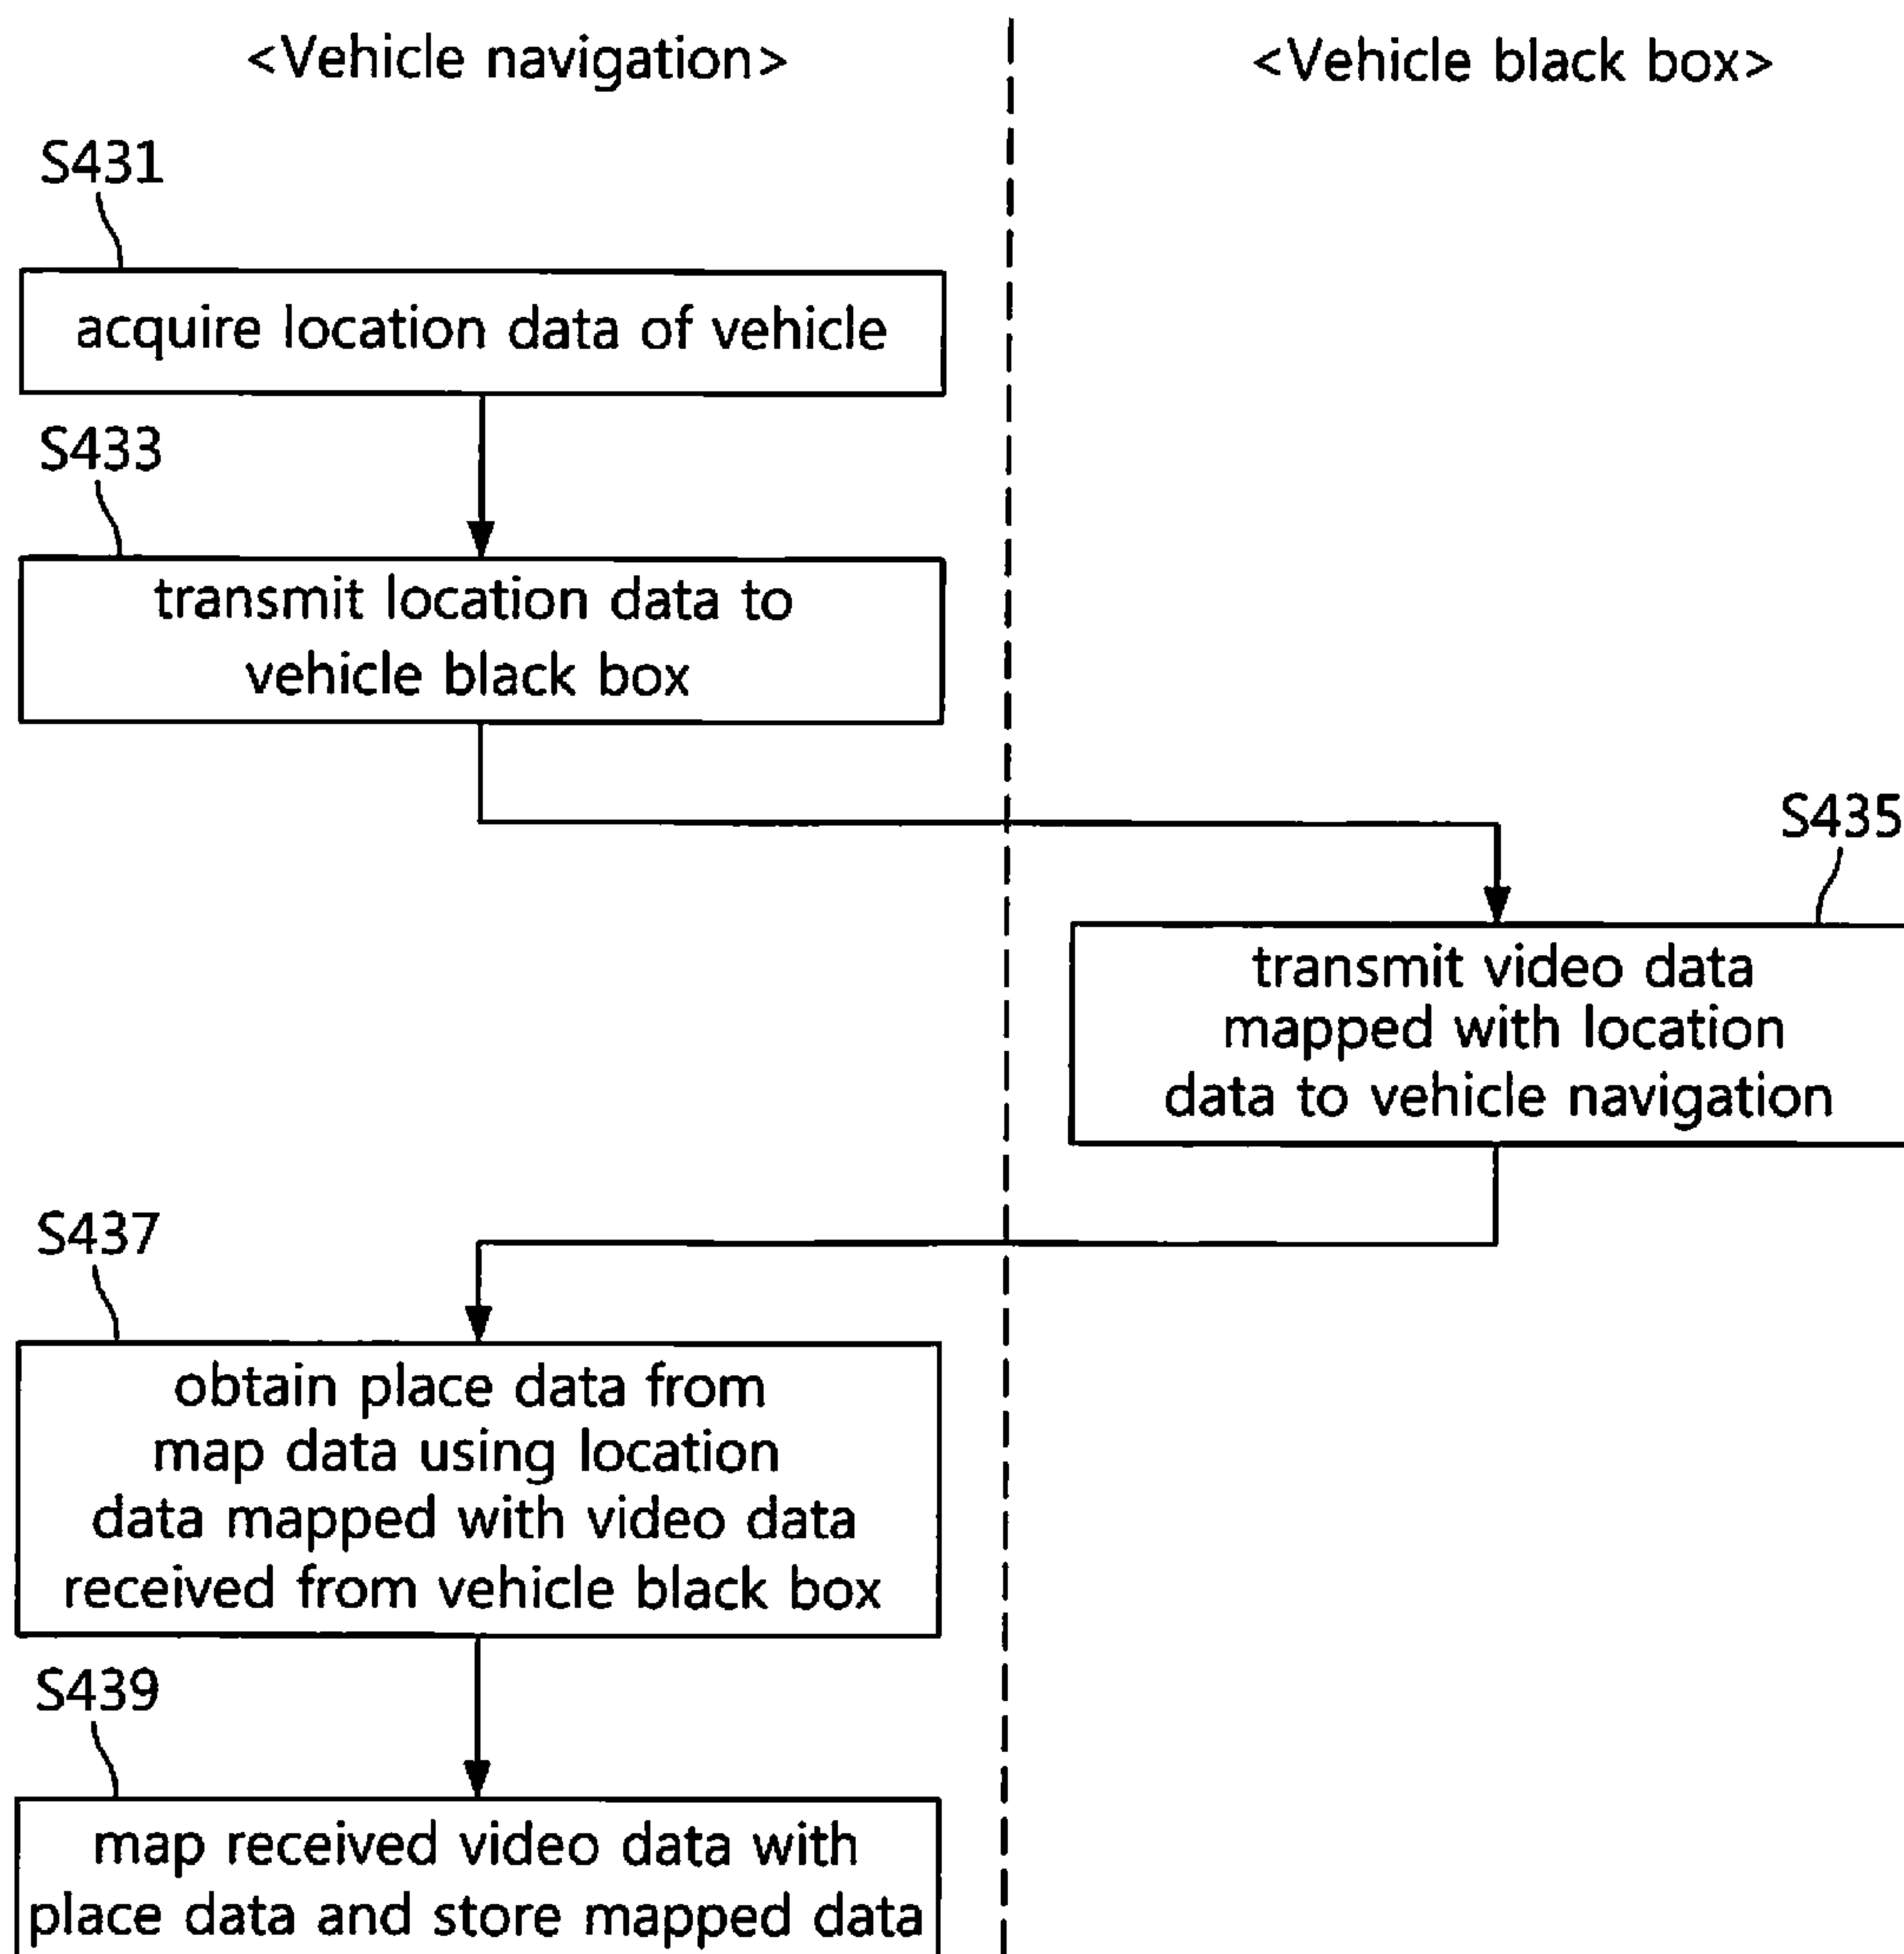 <Vehicle navigation>
<Vehicle black box>
S431
acquire location data of vehicle
S433
transmit location data to
vehicle black box
S435
transmit video data
mapped with location
data to vehicle navigation
S437
obtain place data from
map data using location
data mapped with video data
received from vehicle black box
S439
map received video data with
place data and store mapped data